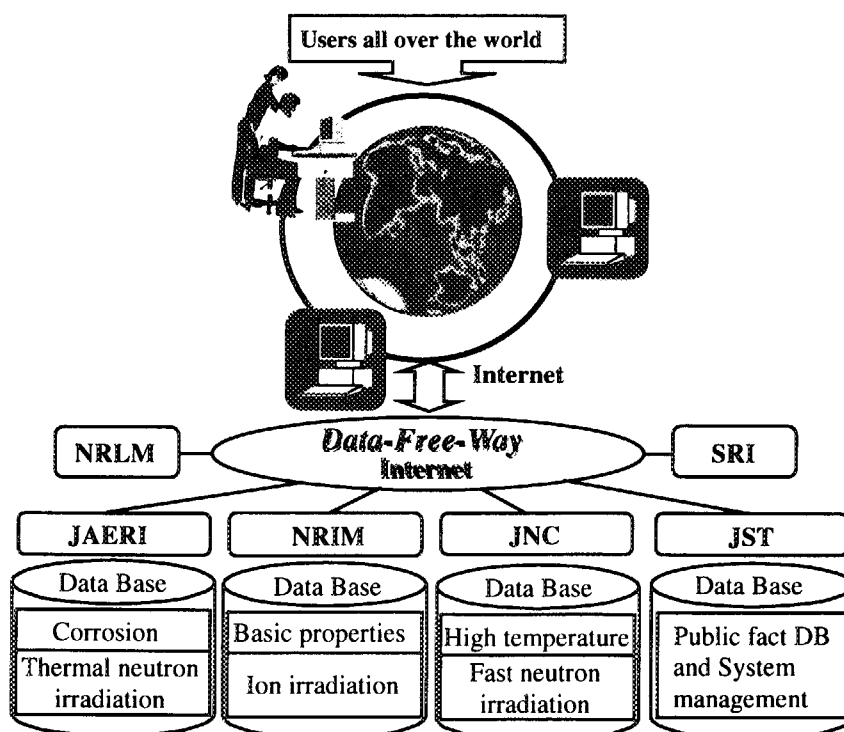 Users all over the world
Internet
Data-Free-Way
Internet
NRLM
SRI
JAERI
NRIM
JNC
JST
Data Base
Corrosion
Thermal neutron
irradiation
Data Base
Basic properties
Ion irradiation
Data Base
High temperature
Fast neutron
irradiation
Data Base
Public fact DB
and System
management